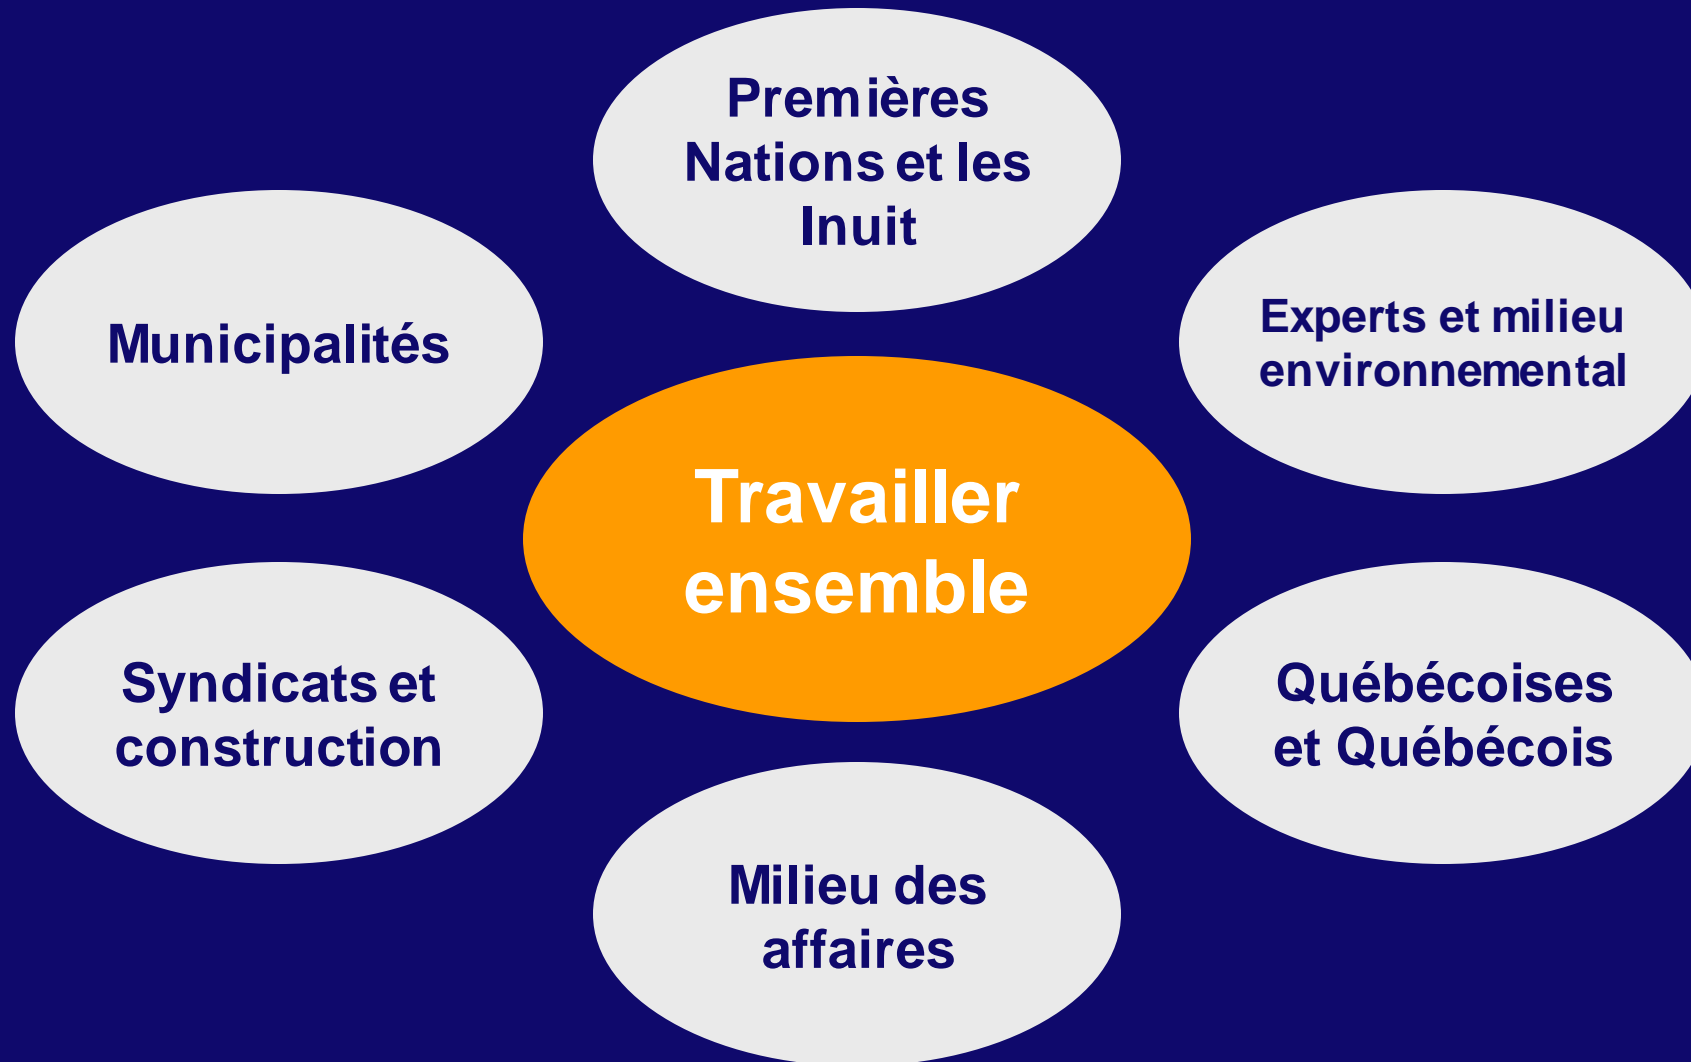 Premières
Nations et les
Inuit
Municipalités
Experts et milieu
environnemental
Travailler
ensemble
Syndicats et
construction
Québécoises
et Québécois
Milieu des
affaires